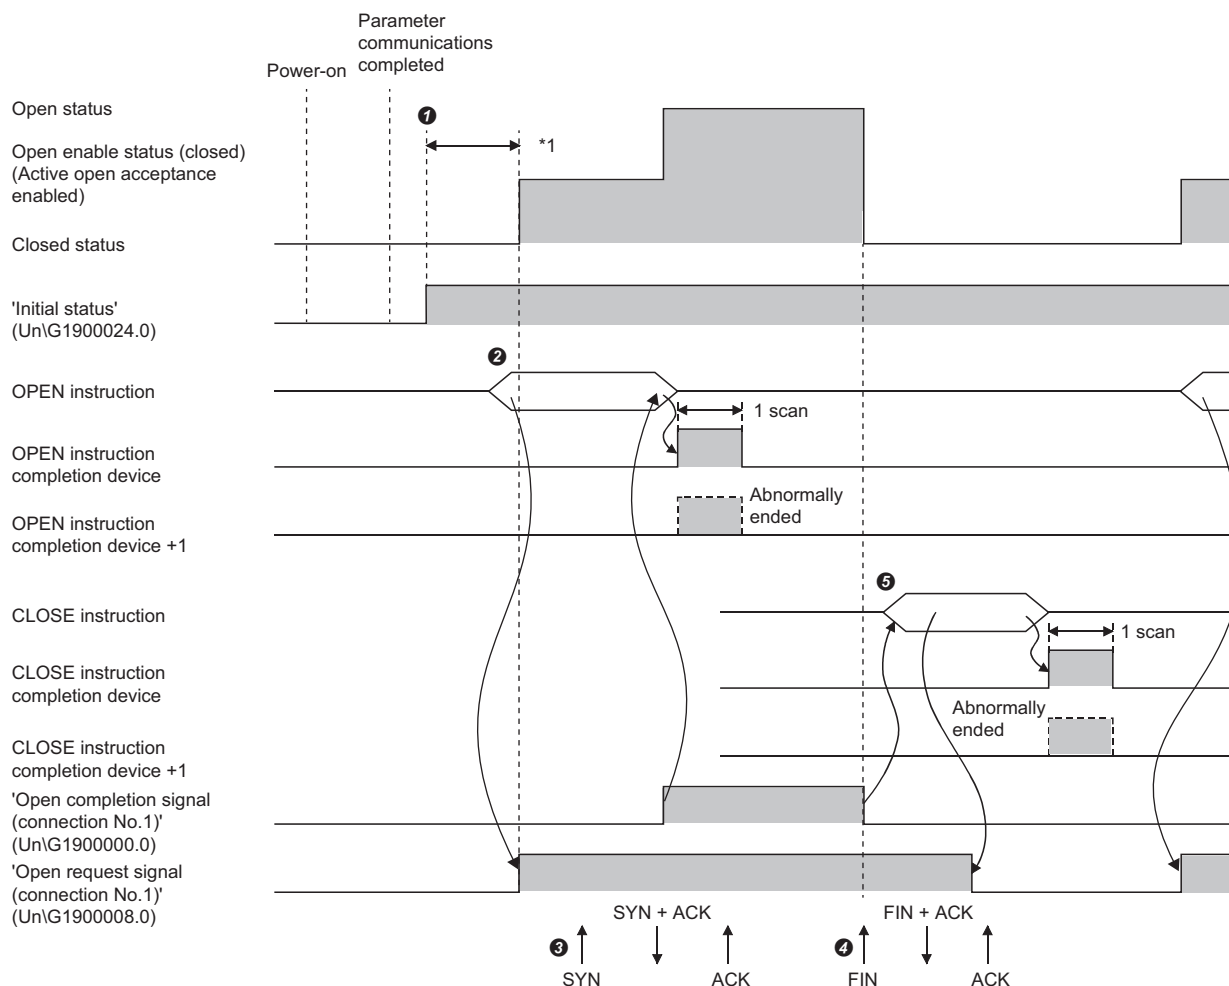 Parameter
communications
completed
Power-on
Open status
❶
*1
Open enable status (closed)
(Active open acceptance
enabled)
Closed status
'Initial status'
(Un\G1900024.0)
❷
OPEN instruction
1 scan
OPEN instruction
completion device
Abnormally
ended
OPEN instruction
completion device +1
❺
CLOSE instruction
1 scan
CLOSE instruction
completion device
Abnormally
ended
CLOSE instruction
completion device +1
'Open completion signal
(connection No.1)'
(Un\G1900000.0)
'Open request signal
(connection No.1)'
(Un\G1900008.0)
SYN + ACK
FIN + ACK
❸
❹
SYN
ACK
FIN
ACK